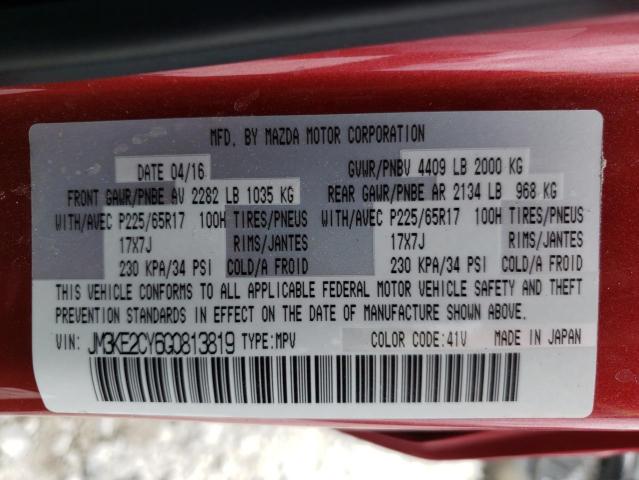 MFD. BY MAZDA MOTOR CORPORATION
DATE 04/16 GVWR/PNBV 4409 LB 2000 KG
FRONT GAWR/PNBE AV 2282 LB 1035 KG REAR GAWR/PNBE AR 2134 LB 968 KG
WITH/AVEC P225/65R17 100H TIRES/PNEUS WITH/AVEC P225/65R17 100H TIRES/PNEUS
17X7J RIMS/JANTES 17X7J RIMS/JANTES
230 KPA/34 PSI COLD/A FROID 230 KPA/34 PSI COLD/A FROID
THIS VEHICLE CONFORMS TO ALL APPLICABLE FEDERAL MOTOR VEHICLE SAFETY AND THEFT
PREVENTION STANDARDS IN EFFECT ON THE DATE OF MANUFACTURE SHOWN ABOVE.
VIN: JM3KE2CY6G0813819 TYPE:MPV COLOR CODE:41V MADE IN JAPAN